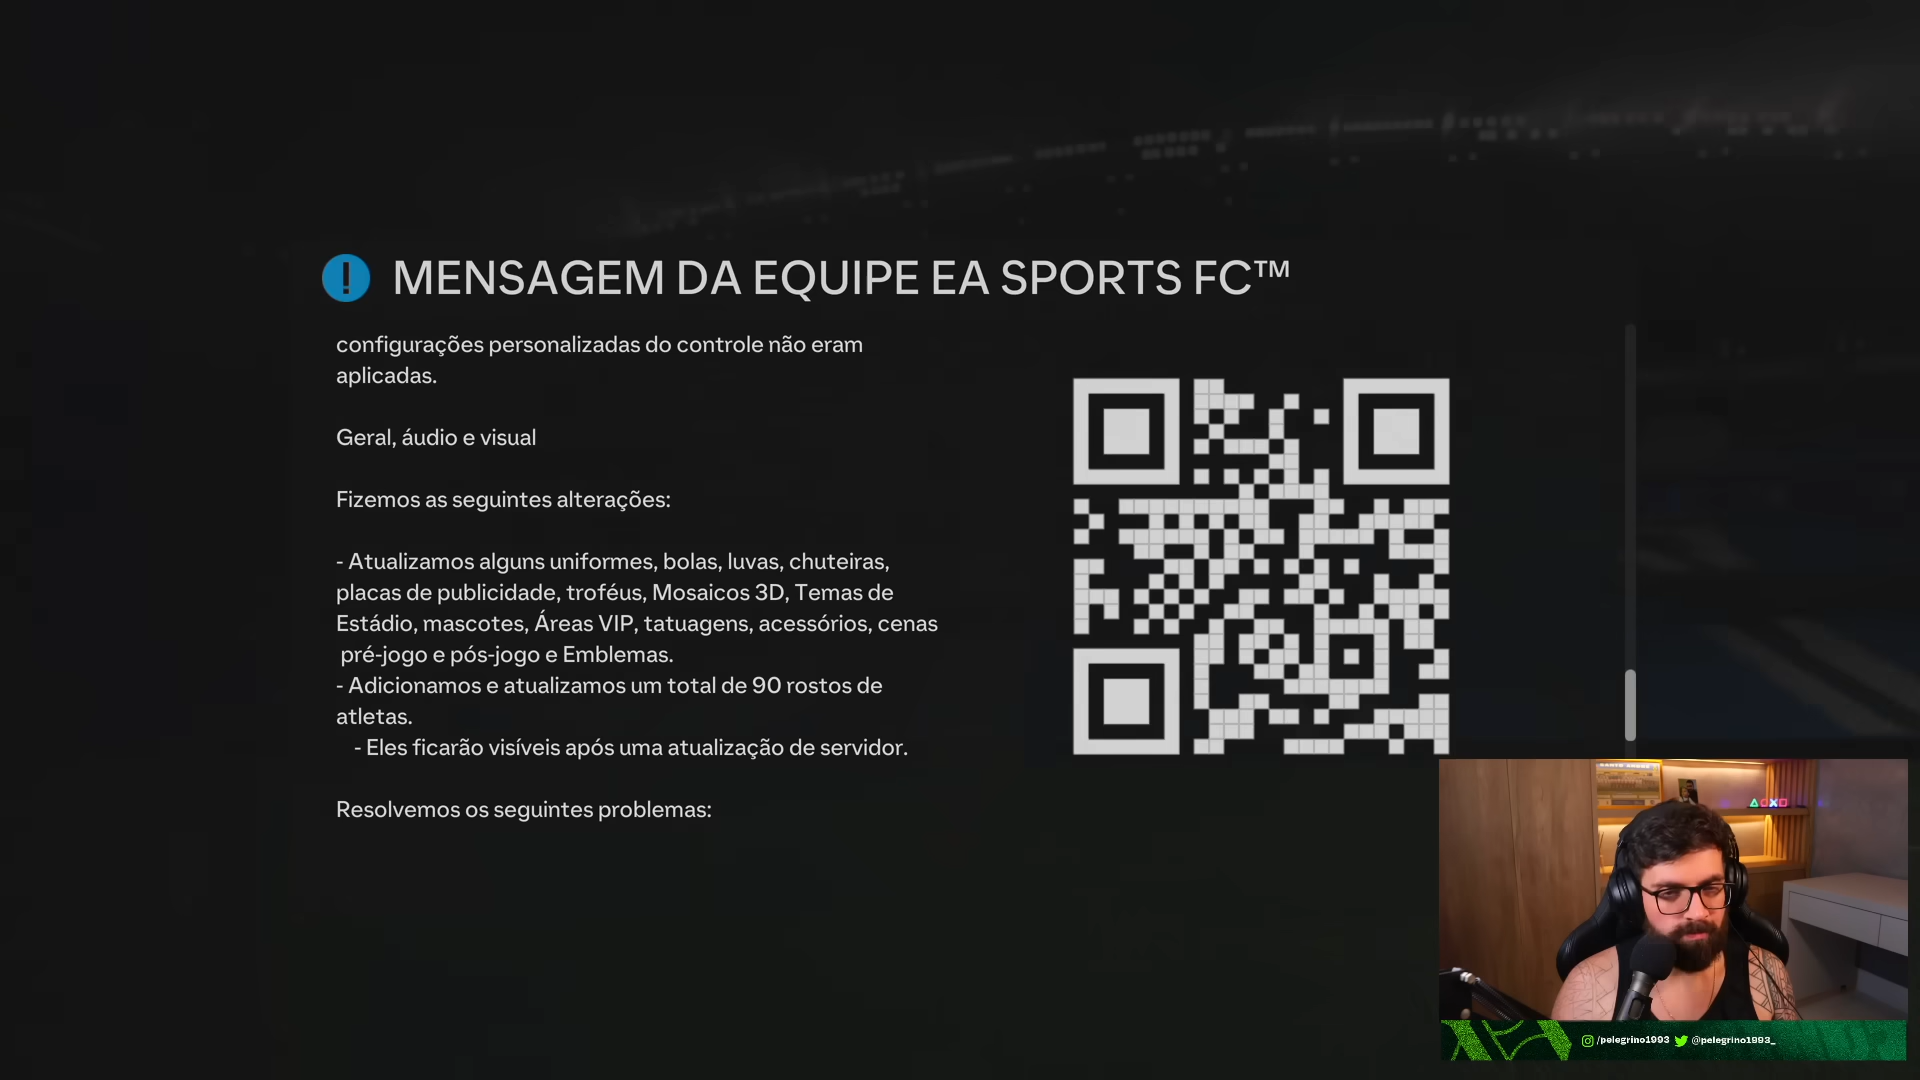 MENSAGEM DA EQUIPE EA SPORTS FC™
configurações personalizadas do controle não eram
aplicadas.
Geral, áudio e visual
Fizemos as seguintes alterações:
- Atualizamos alguns uniformes, bolas, luvas, chuteiras,
placas de publicidade, troféus, Mosaicos 3D, Temas de
Estádio, mascotes, Áreas VIP, tatuagens, acessórios, cenas
pré-jogo e pós-jogo e Emblemas.
- Adicionamos e atualizamos um total de 90 rostos de
atletas.
- Eles ficarão visíveis após uma atualização de servidor.
Resolvemos os seguintes problemas:
/pelegrino1993 @pelegrino1993_